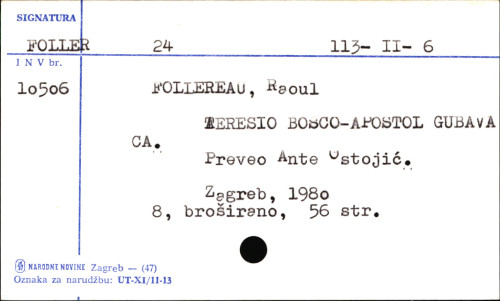 SIGNATURA
FOLLER 24 113- II- 6
I N V br.
10506 FOLLEREAU, Raoul
TERESIO BOSCO-APOSTOL GUBAVA
CA.
Preveo Ante Ostojić.
Zagreb, 1980
8, broširano, 56 str.
NARODNE NOVINE Zagreb — (47)
Oznaka za narudžbu: UT-XI/11-13